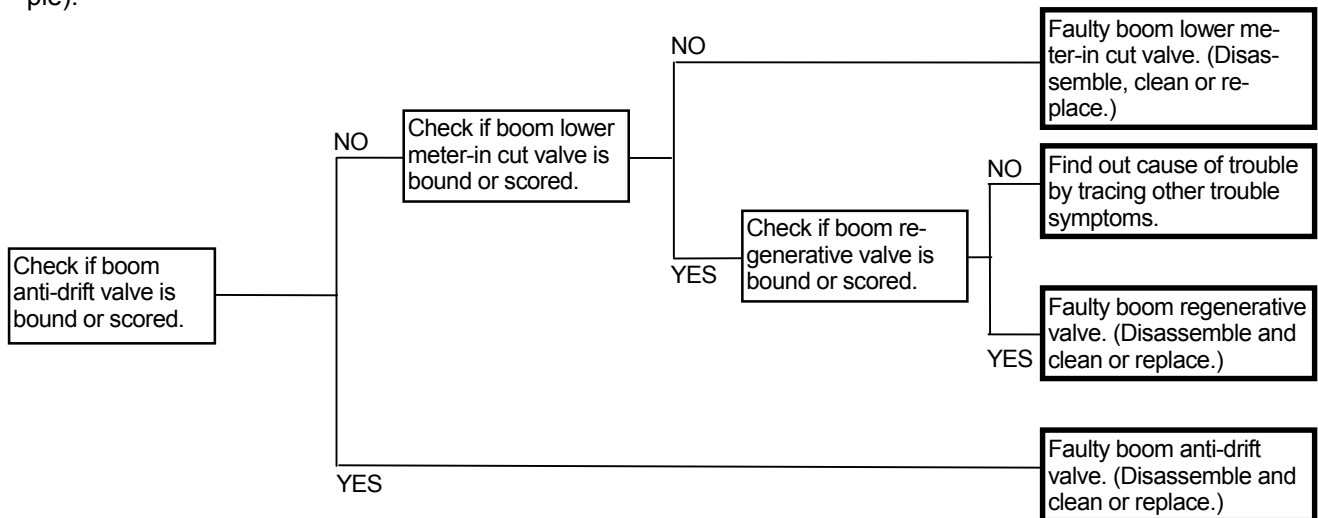 ple).
Check if boom
anti-drift valve is
bound or scored.
NO
Check if boom lower
meter-in cut valve is
bound or scored.
NO
Faulty boom lower me-
ter-in cut valve. (Disas-
semble, clean or re-
place.)
YES
Check if boom re-
generative valve is
bound or scored.
NO
Find out cause of trouble
by tracing other trouble
symptoms.
YES
Faulty boom regenerative
valve. (Disassemble and
clean or replace.)
YES
Faulty boom anti-drift
valve. (Disassemble and
clean or replace.)